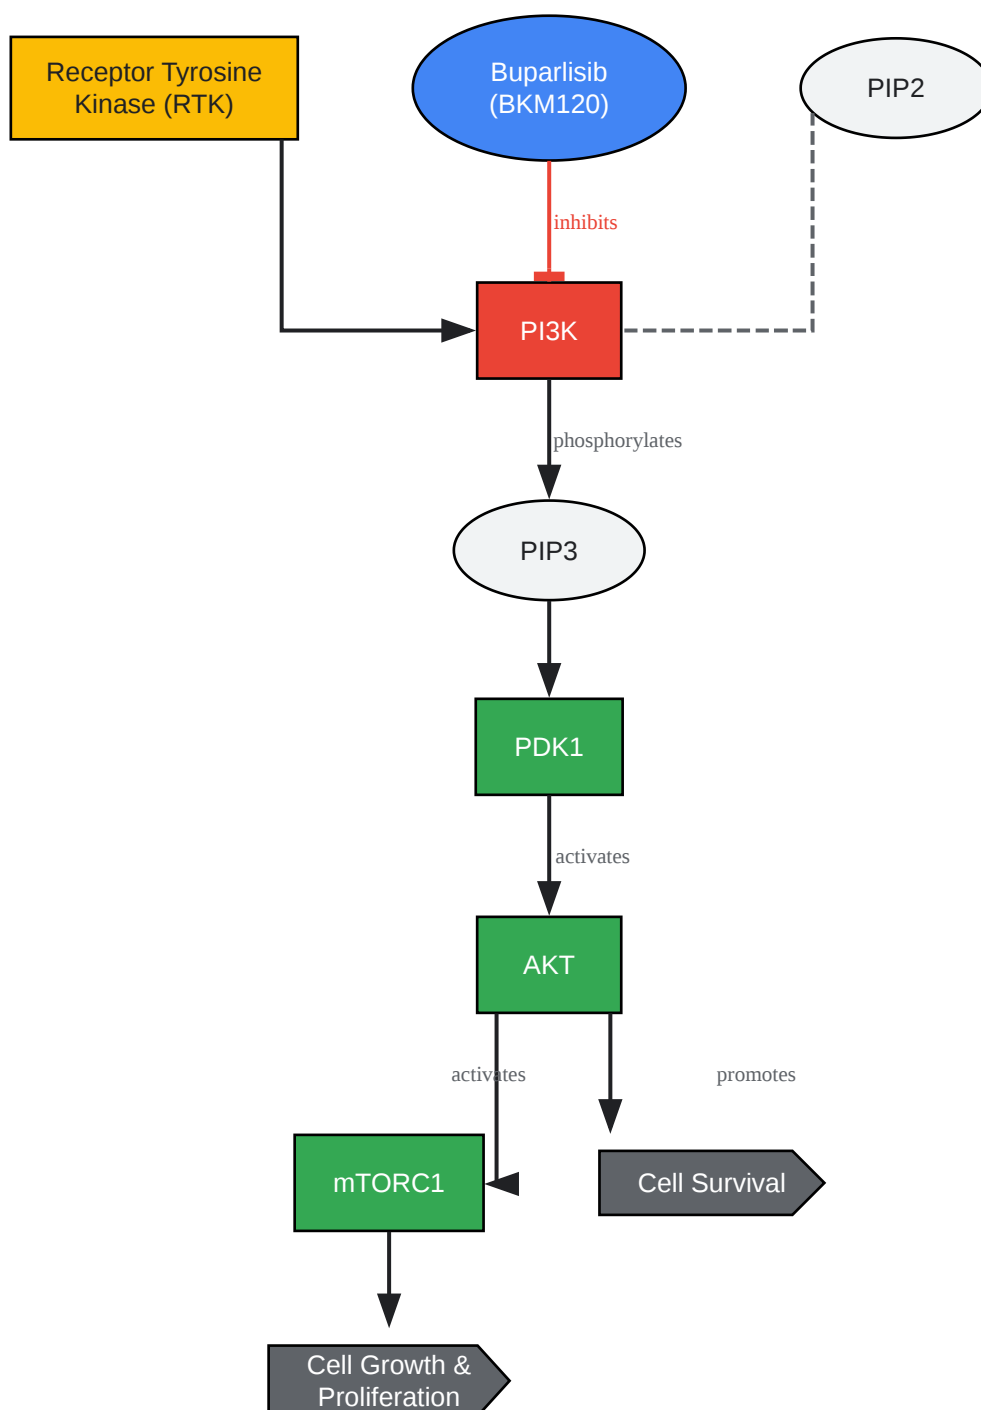 Receptor Tyrosine
Kinase (RTK)
Buparlisib
(BKM120)
PIP2
inhibits
PI3K
phosphorylates
PIP3
PDK1
activates
AKT
activates
promotes
mTORC1
Cell Survival
Cell Growth &
Proliferation